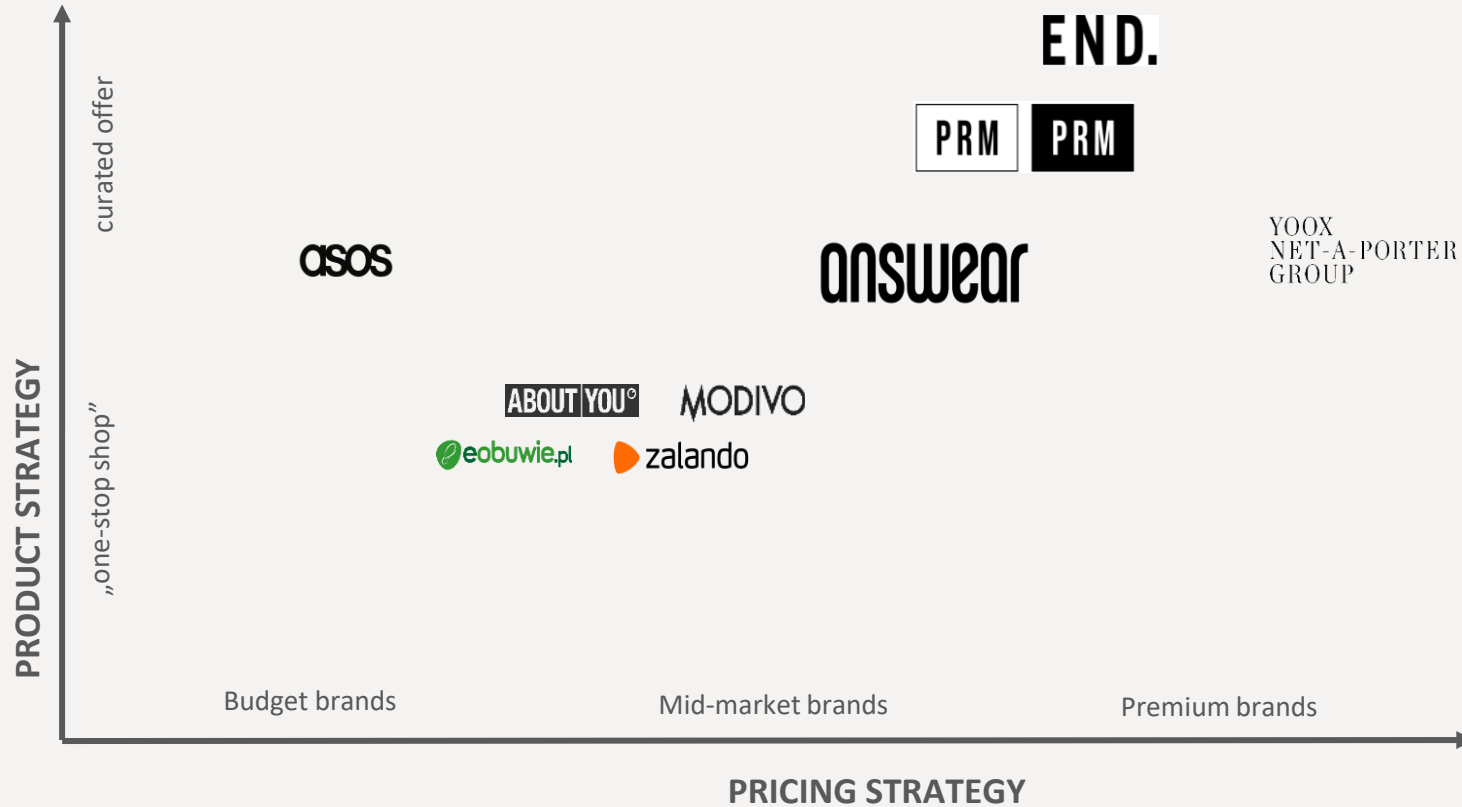 END.
curated offer
PRM PRM
YOOX
NET-A-PORTER
GROUP
asos
answear
ABOUT YOU°
MODIVO
PRODUCT STRATEGY
„one-stop shop”
eobuwie.pl
zalando
Budget brands
Mid-market brands
Premium brands
PRICING STRATEGY